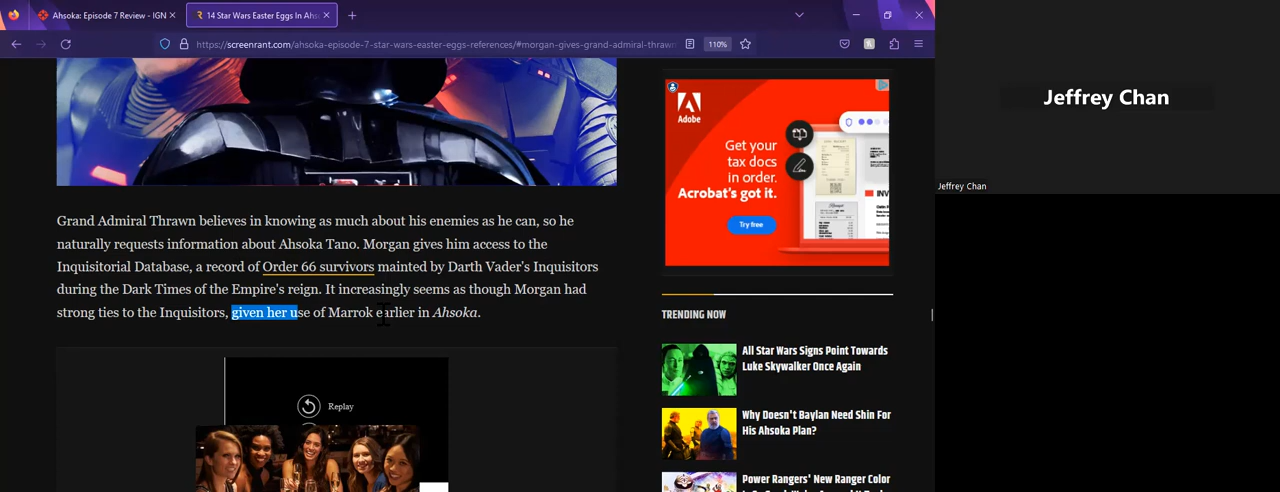 Ahsoka: Episode 7 Review - IGN
14 Star Wars Easter Eggs In Ahso
https://screenrant.com/ahsoka-episode-7-star-wars-easter-eggs-references/#morgan-gives-grand-admiral-thrawn
110%
Grand Admiral Thrawn believes in knowing as much about his enemies as he can, so he
naturally requests information about Ahsoka Tano. Morgan gives him access to the
Inquisitorial Database, a record of Order 66 survivors mainted by Darth Vader's Inquisitors
during the Dark Times of the Empire's reign. It increasingly seems as though Morgan had
strong ties to the Inquisitors, given her use of Marrok earlier in Ahsoka.
Replay
Adobe
Get your
tax docs
in order.
Acrobat's got it.
Try free
INV
TRENDING NOW
All Star Wars Signs Point Towards
Luke Skywalker Once Again
Why Doesn't Baylan Need Shin For
His Ahsoka Plan?
Power Rangers' New Ranger Color
Jeffrey Chan
Jeffrey Chan